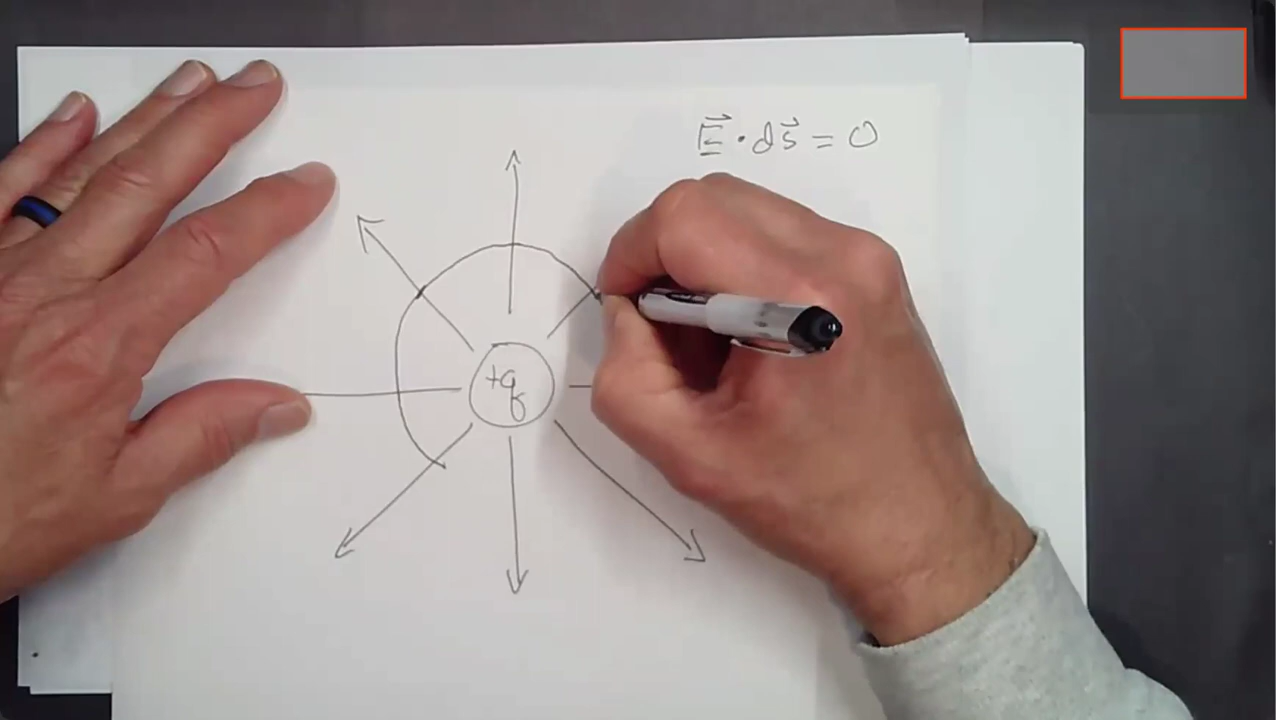 E⃗ · ds⃗ = 0
+q